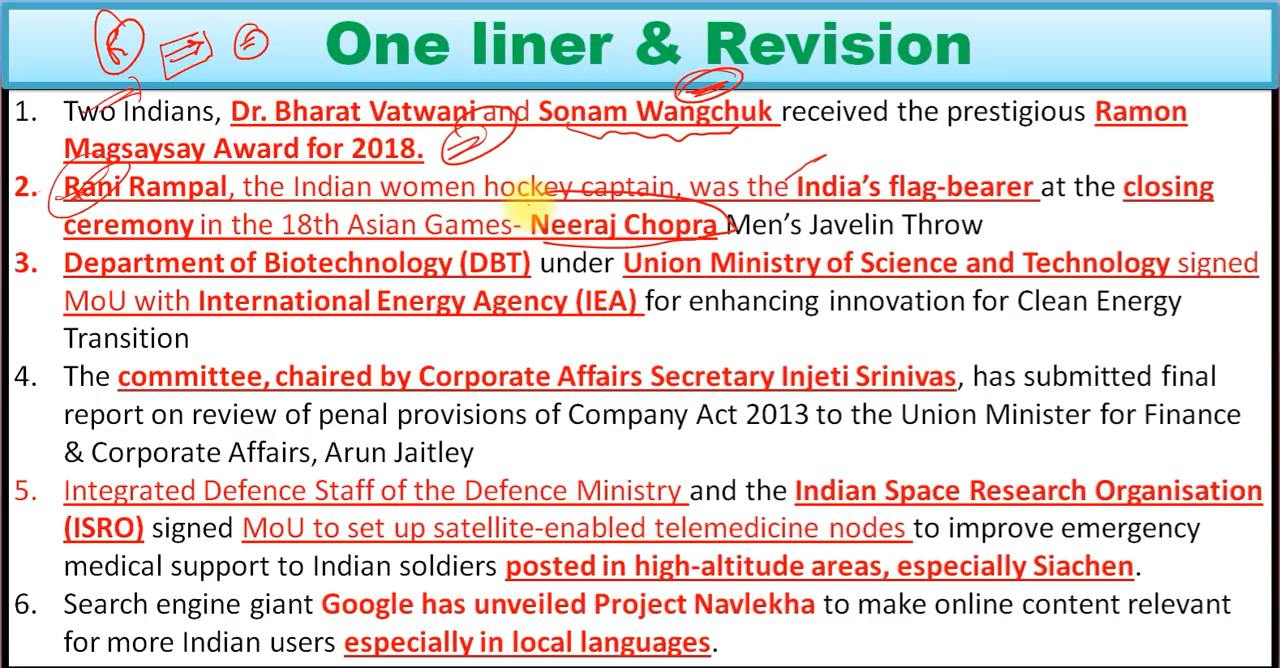 One liner & Revision
1. Two Indians, Dr. Bharat Vatwani and Sonam Wangchuk received the prestigious Ramon
Magsaysay Award for 2018.
2. Rani Rampal, the Indian women hockey captain, was the India's flag-bearer at the closing
ceremony in the 18th Asian Games- Neeraj Chopra Men's Javelin Throw
3. Department of Biotechnology (DBT) under Union Ministry of Science and Technology signed
MoU with International Energy Agency (IEA) for enhancing innovation for Clean Energy
Transition
4. The committee, chaired by Corporate Affairs Secretary Injeti Srinivas, has submitted final
report on review of penal provisions of Company Act 2013 to the Union Minister for Finance
& Corporate Affairs, Arun Jaitley
5. Integrated Defence Staff of the Defence Ministry and the Indian Space Research Organisation
(ISRO) signed MoU to set up satellite-enabled telemedicine nodes to improve emergency
medical support to Indian soldiers posted in high-altitude areas, especially Siachen.
6. Search engine giant Google has unveiled Project Navlekha to make online content relevant
for more Indian users especially in local languages.